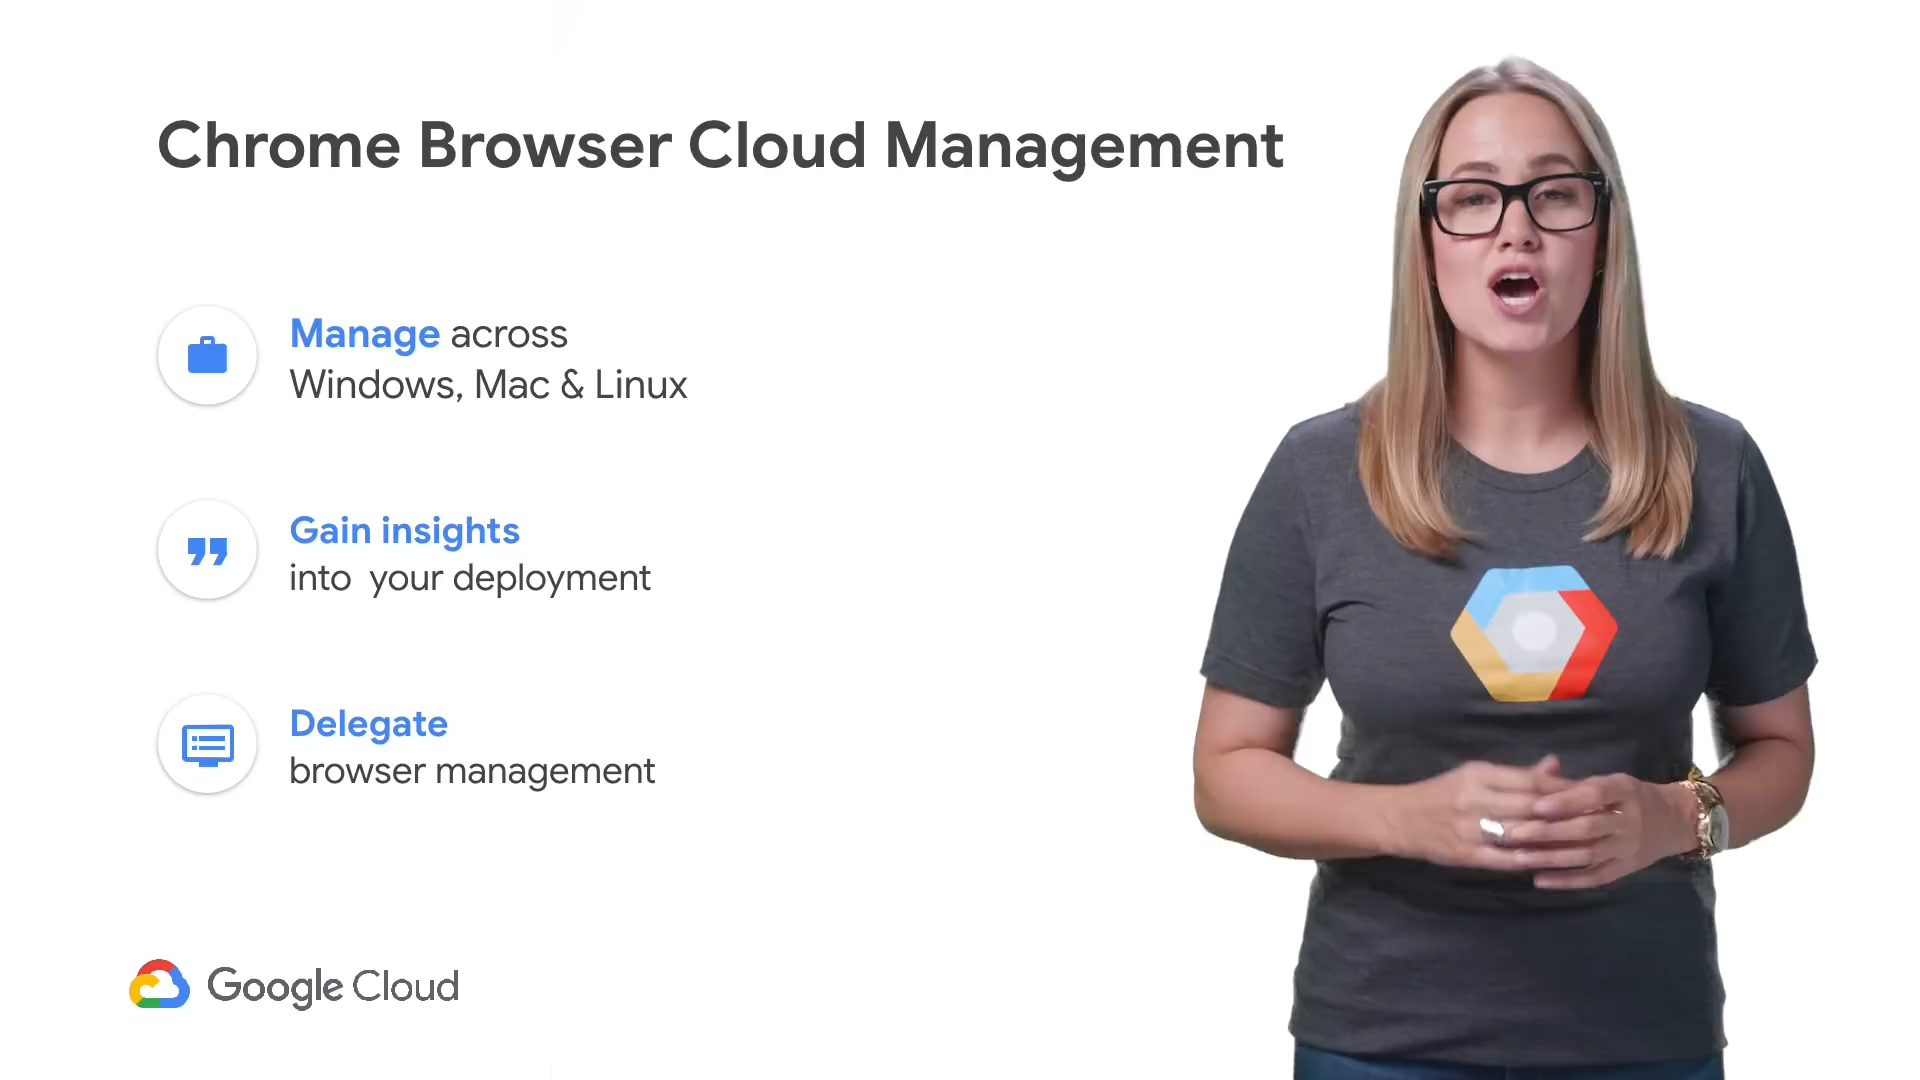 Chrome Browser Cloud Management
Manage across
Windows, Mac & Linux
Gain insights
into your deployment
Delegate
browser management
Google Cloud